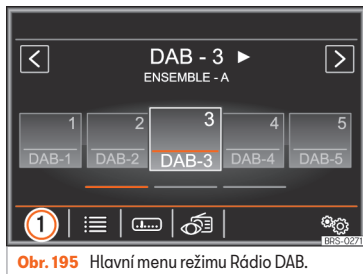 DAB - 3 ►
ENSEMBLE - A
1 2 3 4 5
DAB-1 DAB-2 DAB-3 DAB-4 DAB-5
1
BRS-0271
Obr. 195 Hlavní menu režimu Rádio DAB.